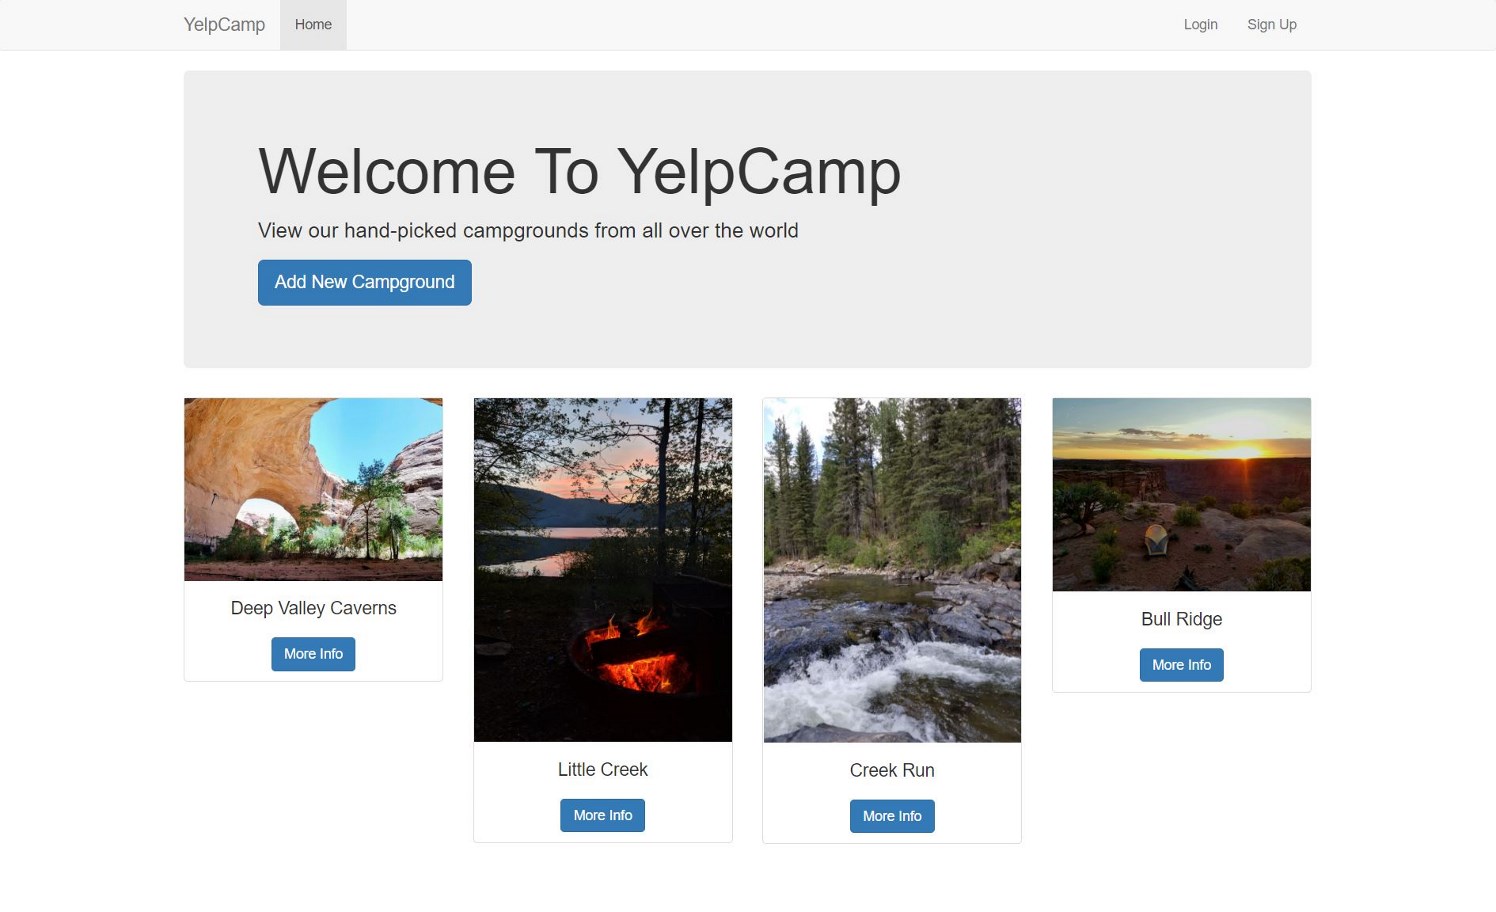 YelpCamp Home Login Sign Up
Welcome To YelpCamp
View our hand-picked campgrounds from all over the world
Add New Campground
Deep Valley Caverns
More Info
Little Creek
More Info
Creek Run
More Info
Bull Ridge
More Info